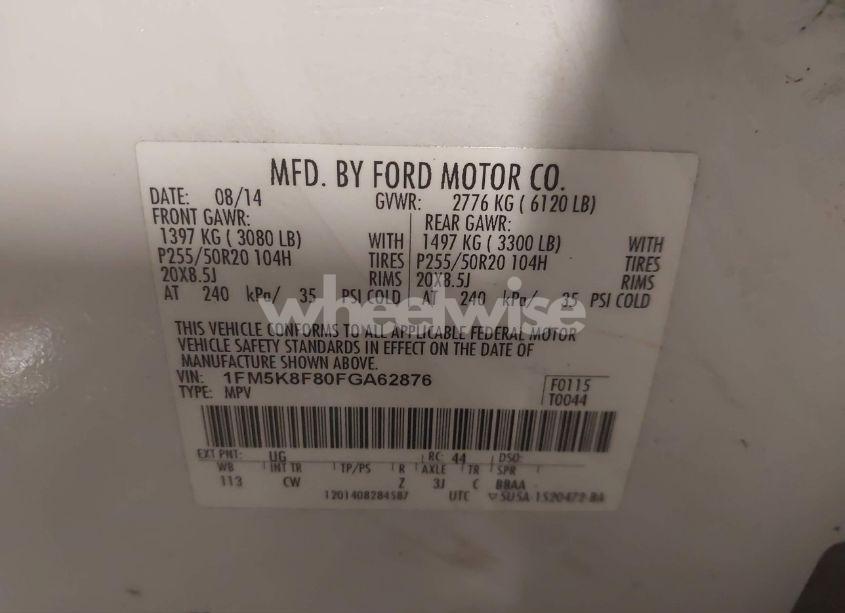 MFD. BY FORD MOTOR CO.
DATE: 08/14 GVWR: 2776 KG ( 6120 LB)
FRONT GAWR: REAR GAWR:
1397 KG ( 3080 LB) WITH 1497 KG ( 3300 LB) WITH
P255/50R20 104H TIRES P255/50R20 104H TIRES
20X8.5J RIMS 20X8.5J RIMS
AT 240 kPa/ 35 PSI COLD AT 240 kPa/ 35 PSI COLD
wheelwise
THIS VEHICLE CONFORMS TO ALL APPLICABLE FEDERAL MOTOR
VEHICLE SAFETY STANDARDS IN EFFECT ON THE DATE OF
MANUFACTURE SHOWN ABOVE.
VIN: 1FM5K8F80FGA62876 F0115
TYPE: MPV T0044
EXT PNT: UG RC: 44 DSO:
WB INT TR TP/PS R AXLE TR SPR
113 CW Z 3J C BBAA
1201408284587 UTC ▽ SU5A-1520472-BA